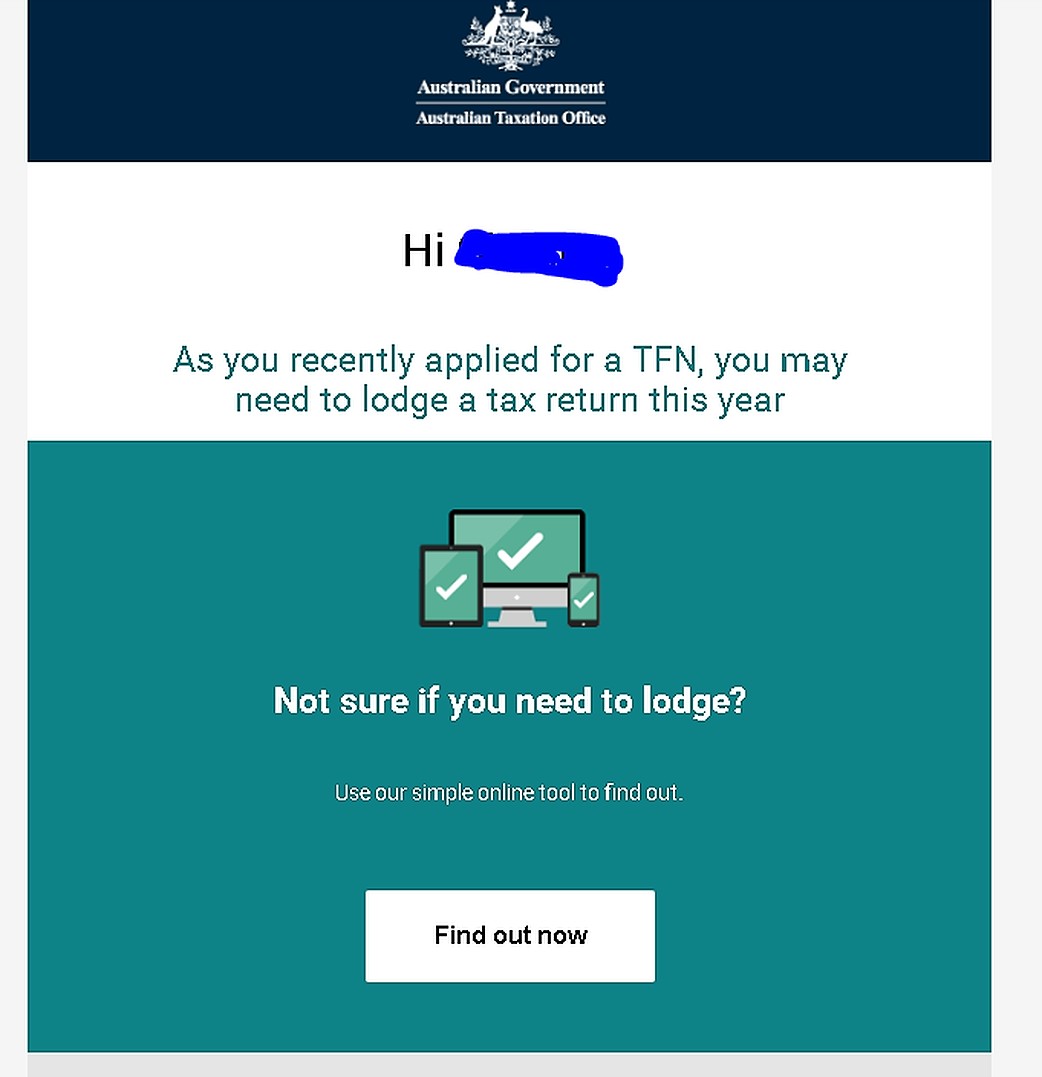 Australian Government
Australian Taxation Office
Hi
As you recently applied for a TFN, you may
need to lodge a tax return this year
Not sure if you need to lodge?
Use our simple online tool to find out.
Find out now